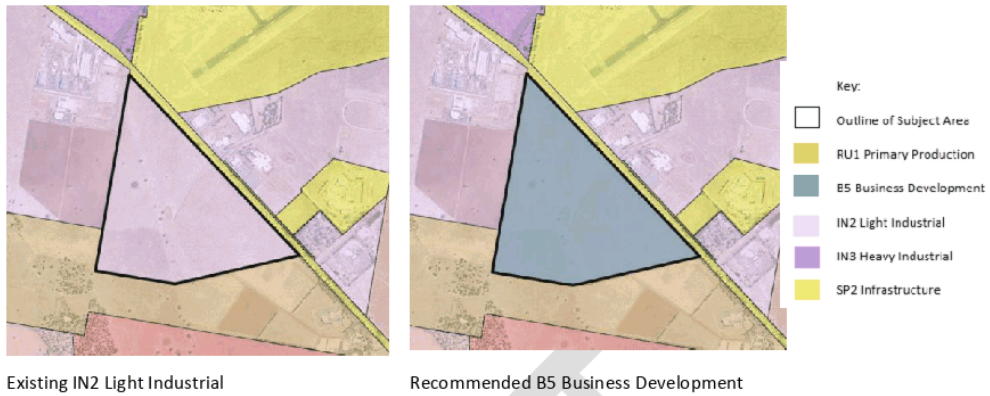 Key:
Outline of Subject Area
RU1 Primary Production
B5 Business Development
IN2 Light Industrial
IN3 Heavy Industrial
SP2 Infrastructure
Existing IN2 Light Industrial
Recommended B5 Business Development